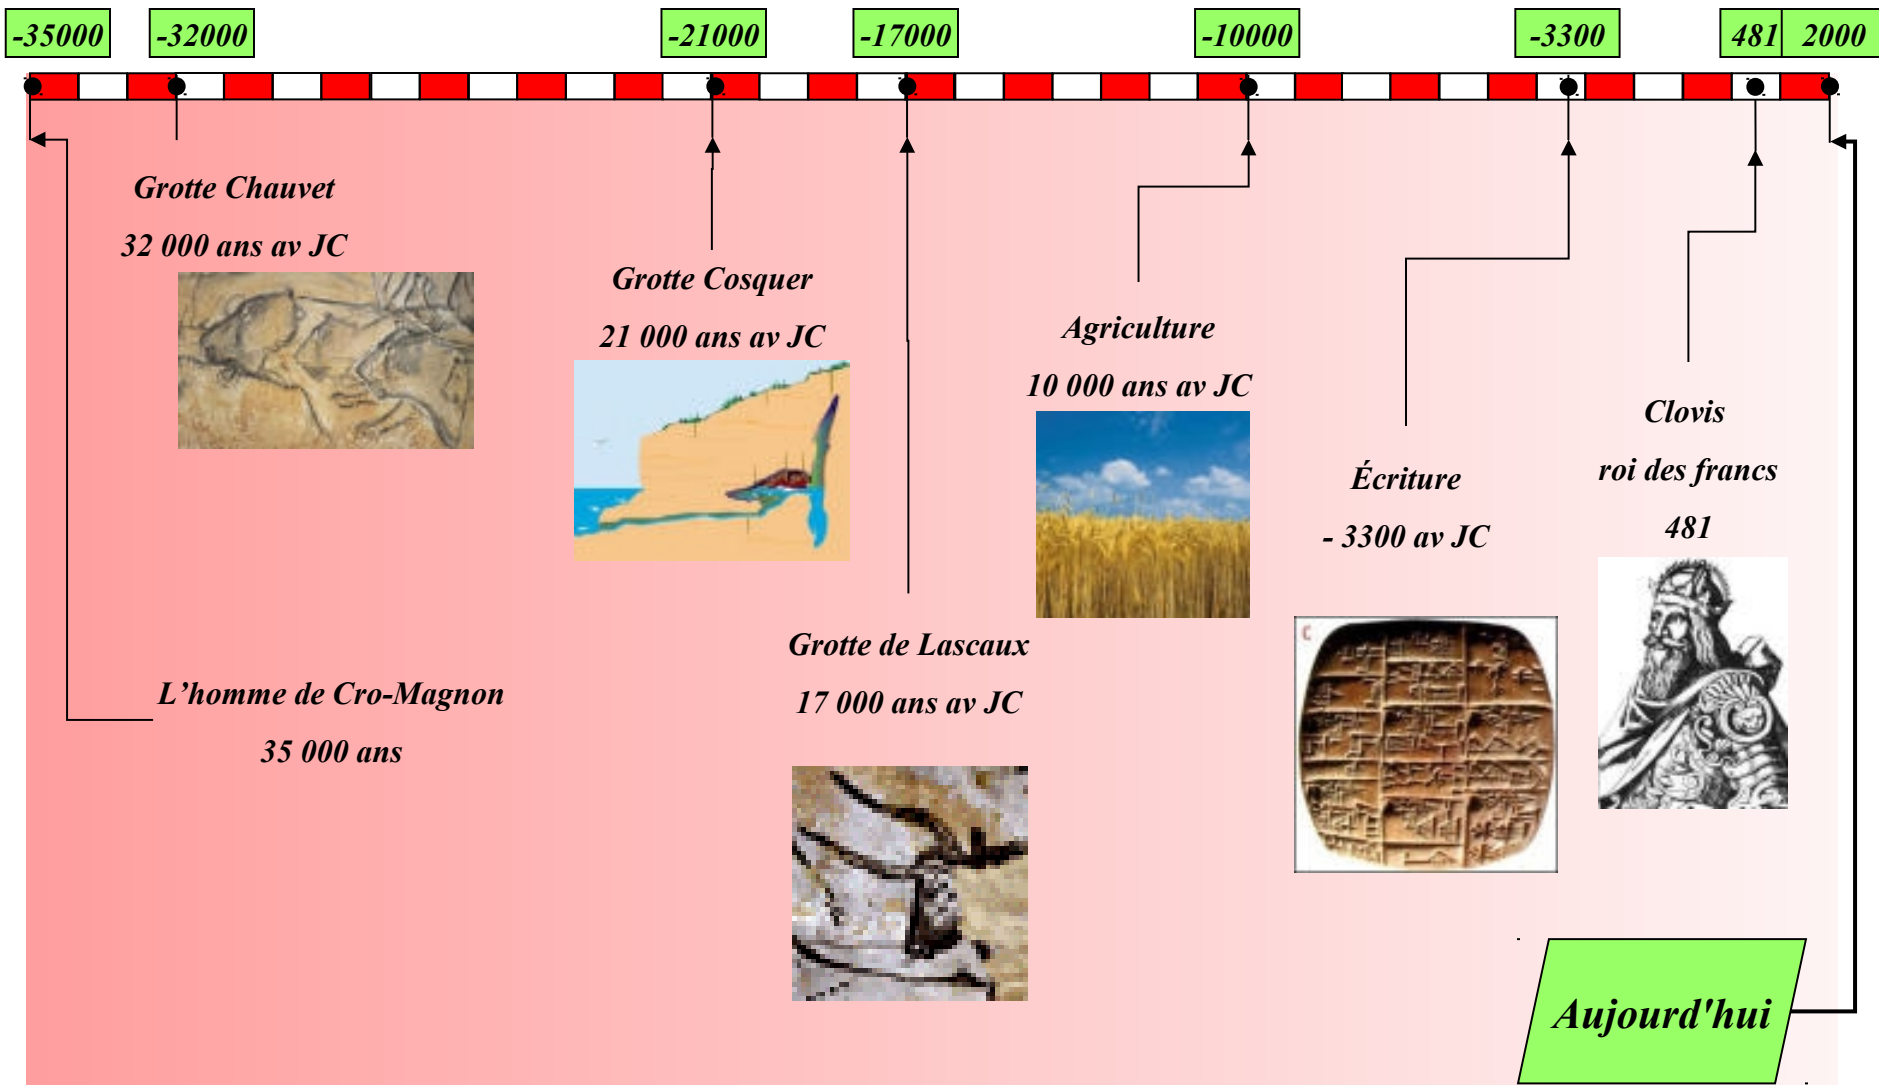 -35000
-32000
-21000
-17000
-10000
-3300
481
2000
Grotte Chauvet
32 000 ans av JC
Grotte Cosquer
21 000 ans av JC
Agriculture
10 000 ans av JC
Clovis
roi des francs
481
Écriture
- 3300 av JC
Grotte de Lascaux
17 000 ans av JC
L’homme de Cro-Magnon
35 000 ans
C
Aujourd'hui